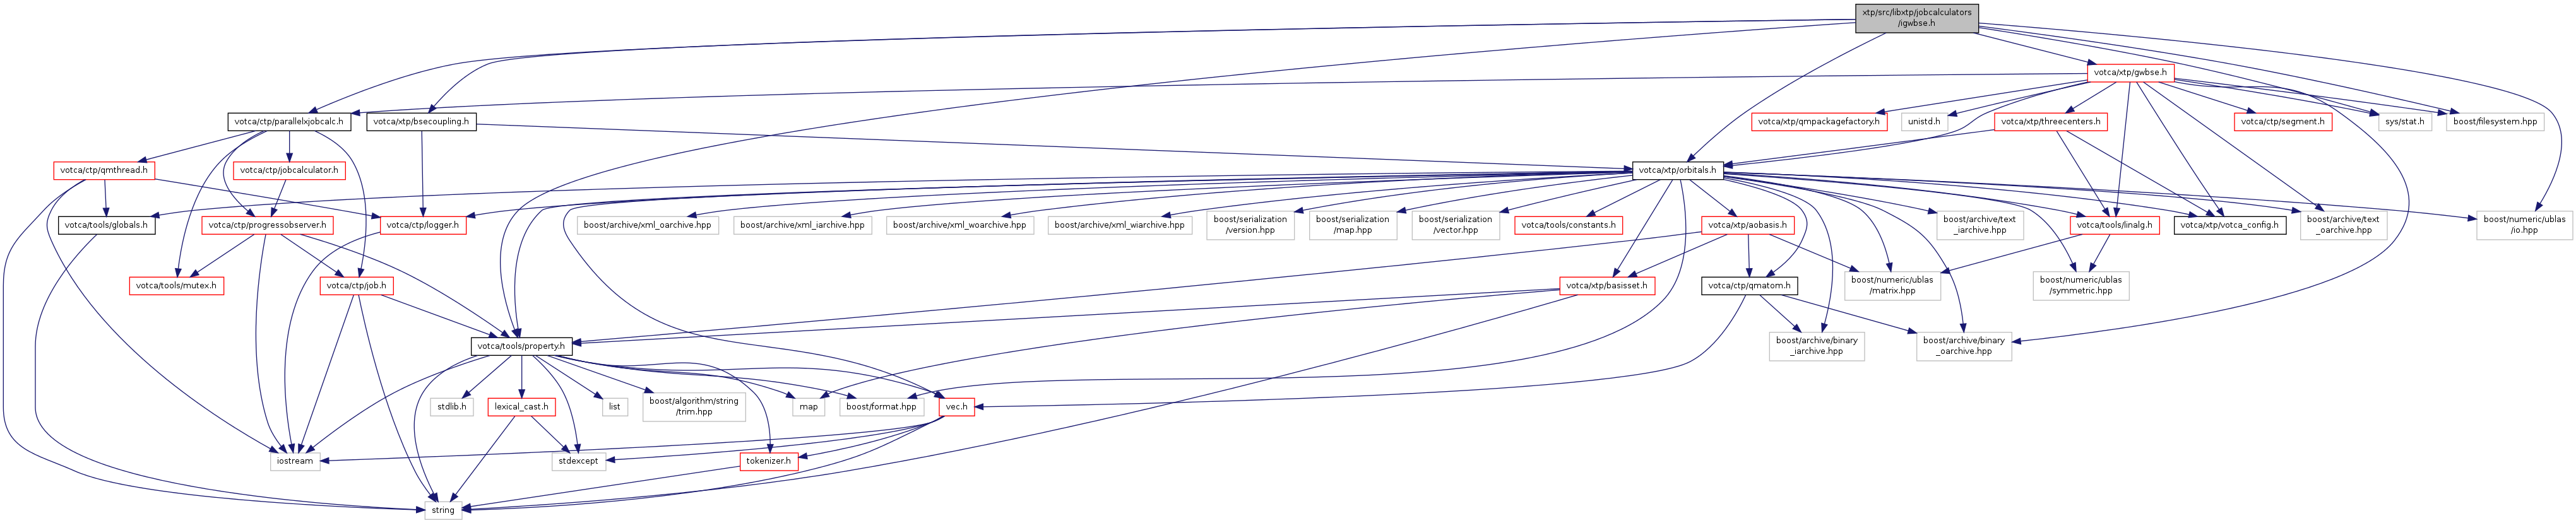 xtp/src/libxtp/jobcalculators
/igwbse.h
votca/xtp/gwbse.h
votca/ctp/parallelxjobcalc.h
votca/xtp/bsecoupling.h
votca/xtp/qmpackagefactory.h
unistd.h
votca/xtp/threecenters.h
votca/ctp/segment.h
sys/stat.h
boost/filesystem.hpp
votca/ctp/qmthread.h
votca/ctp/jobcalculator.h
votca/xtp/orbitals.h
votca/tools/globals.h
votca/ctp/progressobserver.h
votca/ctp/logger.h
boost/archive/xml_oarchive.hpp
boost/archive/xml_iarchive.hpp
boost/archive/xml_woarchive.hpp
boost/archive/xml_wiarchive.hpp
boost/serialization
/version.hpp
boost/serialization
/map.hpp
boost/serialization
/vector.hpp
votca/tools/constants.h
votca/xtp/aobasis.h
boost/archive/text
_iarchive.hpp
votca/tools/linalg.h
votca/xtp/votca_config.h
boost/archive/text
_oarchive.hpp
boost/numeric/ublas
/io.hpp
votca/tools/mutex.h
votca/ctp/job.h
votca/xtp/basisset.h
votca/ctp/qmatom.h
boost/numeric/ublas
/matrix.hpp
boost/numeric/ublas
/symmetric.hpp
votca/tools/property.h
boost/archive/binary
_iarchive.hpp
boost/archive/binary
_oarchive.hpp
stdlib.h
lexical_cast.h
list
boost/algorithm/string
/trim.hpp
map
boost/format.hpp
vec.h
iostream
stdexcept
tokenizer.h
string